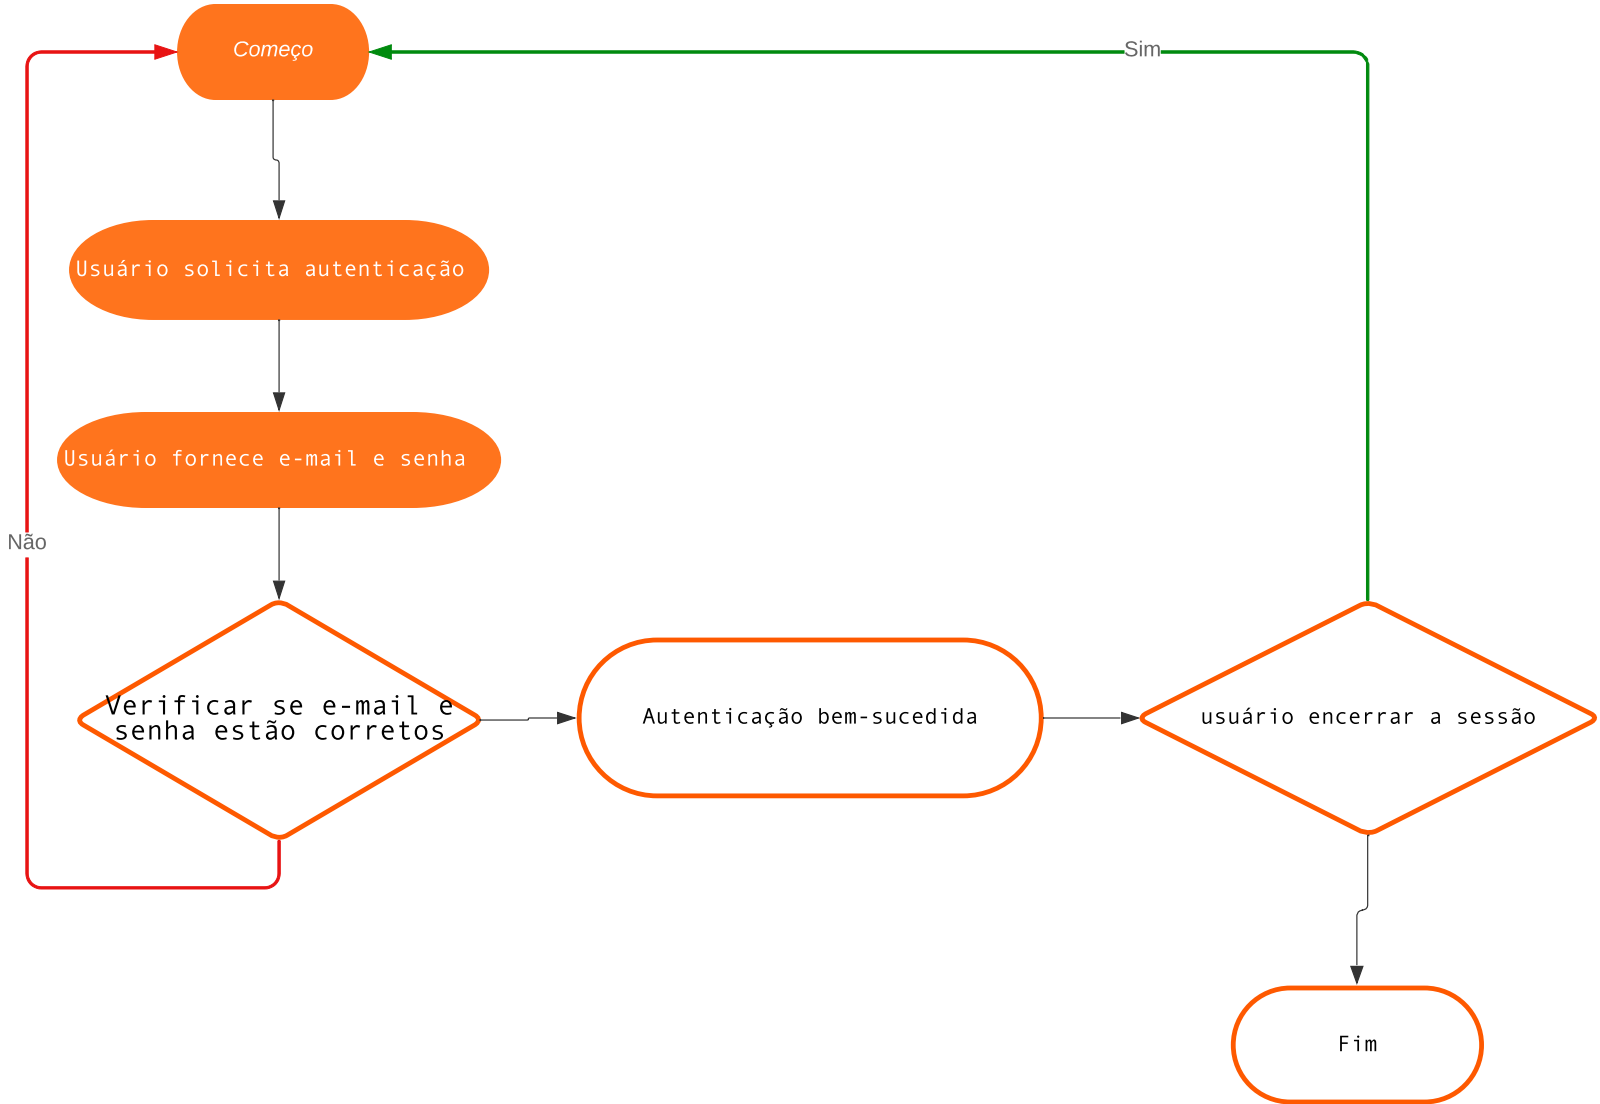 Começo
Sim
Usuário solicita autenticação
Usuário fornece e-mail e senha
Não
Verificar se e-mail e
senha estão corretos
Autenticação bem-sucedida
usuário encerrar a sessão
Fim